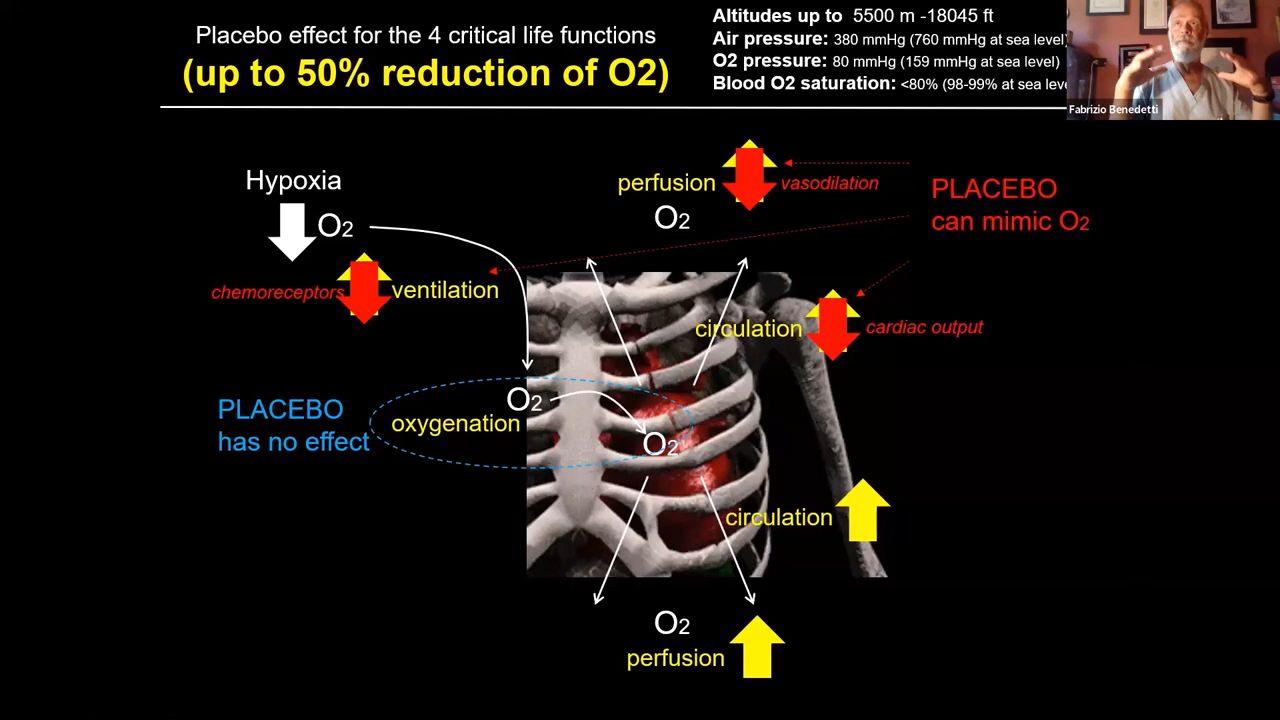 Placebo effect for the 4 critical life functions
(up to 50% reduction of O2)
Altitudes up to 5500 m -18045 ft
Air pressure: 380 mmHg (760 mmHg at sea level)
O2 pressure: 80 mmHg (159 mmHg at sea level)
Blood O2 saturation: <80% (98-99% at sea leve
Fabrizio Benedetti
Hypoxia
O2
chemoreceptors
ventilation
perfusion
vasodilation
O2
PLACEBO
can mimic O2
circulation
cardiac output
PLACEBO
has no effect
O2
oxygenation
O2
circulation
O2
perfusion